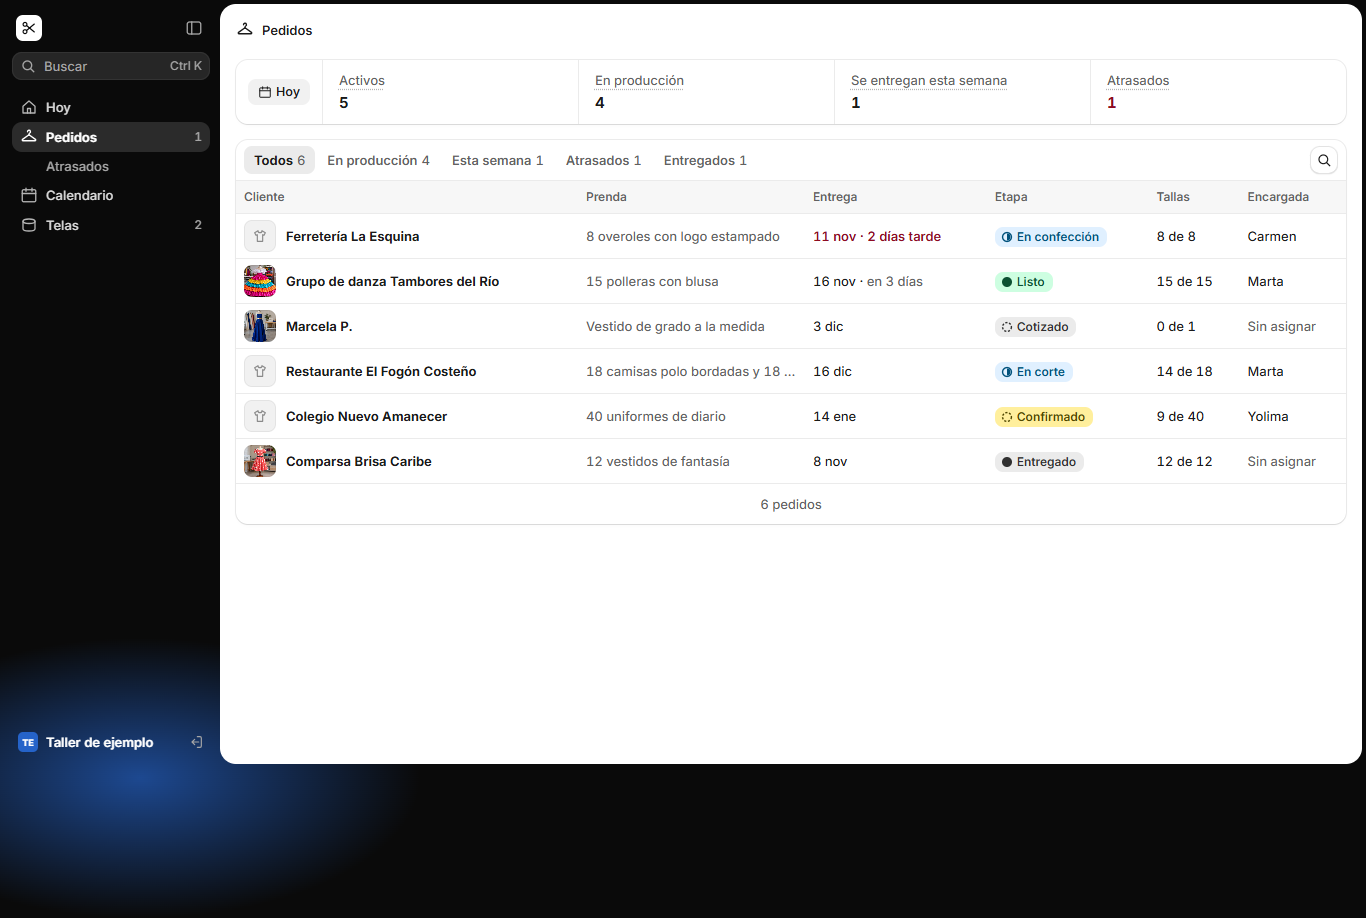 Pedidos
Buscar Ctrl K
Hoy
Pedidos 1
Atrasados
Calendario
Telas 2
TE Taller de ejemplo
Hoy
Activos
5
En producción
4
Se entregan esta semana
1
Atrasados
1
Todos 6 En producción 4 Esta semana 1 Atrasados 1 Entregados 1
Cliente Prenda Entrega Etapa Tallas Encargada
Ferretería La Esquina 8 overoles con logo estampado 11 nov · 2 días tarde En confección 8 de 8 Carmen
Grupo de danza Tambores del Río 15 polleras con blusa 16 nov · en 3 días Listo 15 de 15 Marta
Marcela P. Vestido de grado a la medida 3 dic Cotizado 0 de 1 Sin asignar
Restaurante El Fogón Costeño 18 camisas polo bordadas y 18 ... 16 dic En corte 14 de 18 Marta
Colegio Nuevo Amanecer 40 uniformes de diario 14 ene Confirmado 9 de 40 Yolima
Comparsa Brisa Caribe 12 vestidos de fantasía 8 nov Entregado 12 de 12 Sin asignar
6 pedidos